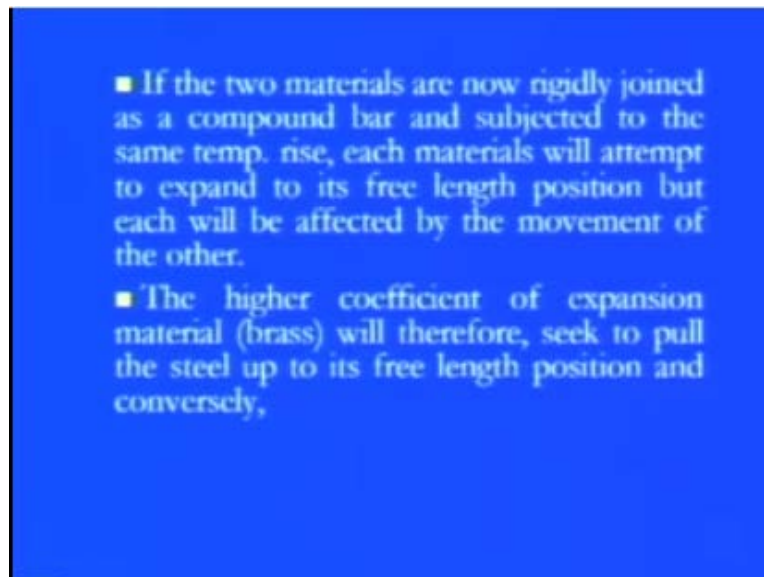 ▪ If the two materials are now rigidly joined
as a compound bar and subjected to the
same temp. rise, each materials will attempt
to expand to its free length position but
each will be affected by the movement of
the other.
▪ The higher coefficient of expansion
material (brass) will therefore, seek to pull
the steel up to its free length position and
conversely,